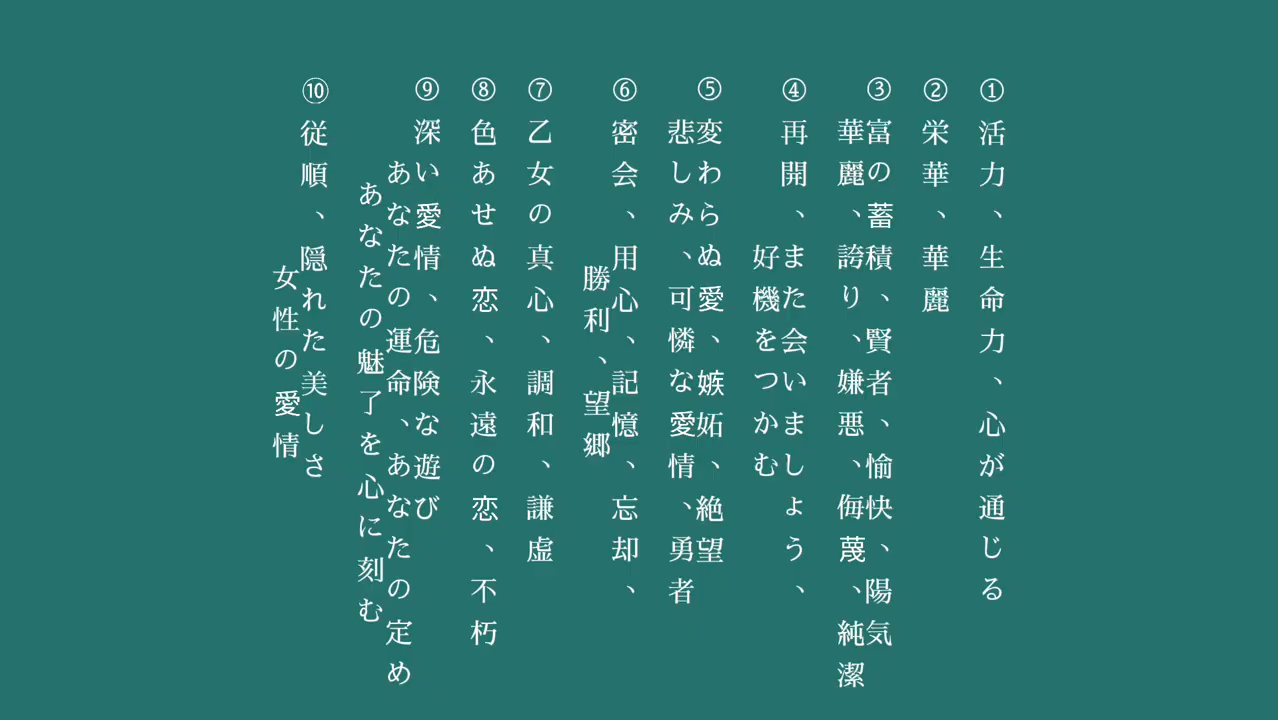 ①活力、生命力、心が通じる
②栄華、華麗
③富の蓄積、賢者、愉快、陽気
華麗、誇り、嫌悪、侮蔑、純潔
④再開、また会いましょう、
好機をつかむ
⑤変わらぬ愛、嫉妬、絶望
悲しみ、可憐な愛情、勇者
⑥密会、用心、記憶、忘却、
勝利、望郷
⑦乙女の真心、調和、謙虚
⑧色あせぬ恋、永遠の恋、不朽
⑨深い愛情、危険な遊び
あなたの運命、あなたの定め
あなたの魅了を心に刻む
⑩従順、隠れた美しさ
女性の愛情